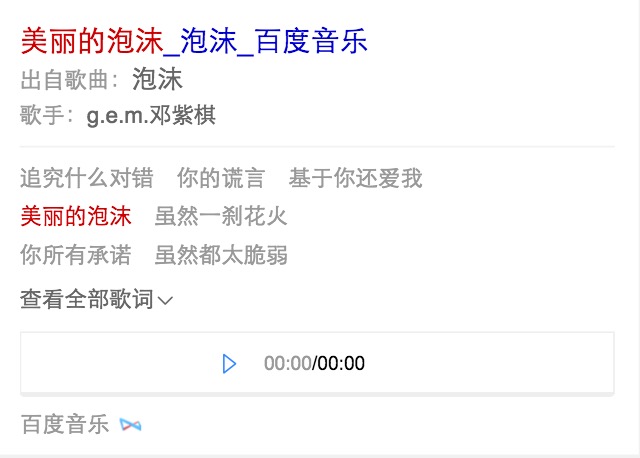 美丽的泡沫_泡沫_百度音乐
出自歌曲：泡沫
歌手：g.e.m.邓紫棋
追究什么对错 你的谎言 基于你还爱我
美丽的泡沫 虽然一刹花火
你所有承诺 虽然都太脆弱
查看全部歌词
00:00/00:00
百度音乐